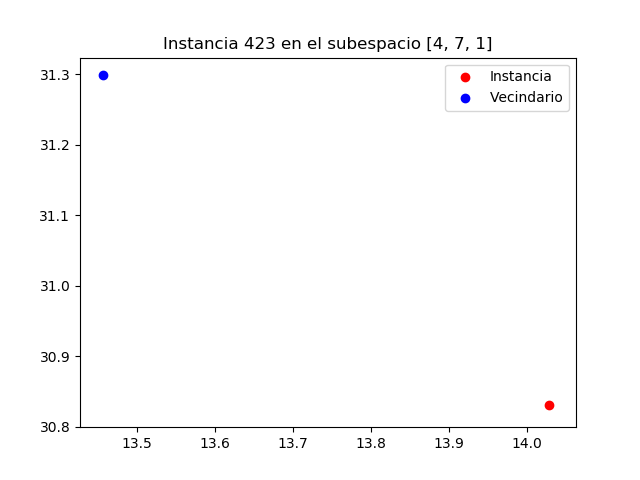 Instancia 423 en el subespacio [4, 7, 1]
31.3
31.2
31.1
31.0
30.9
30.8
13.5 13.6 13.7 13.8 13.9 14.0
Instancia
Vecindario